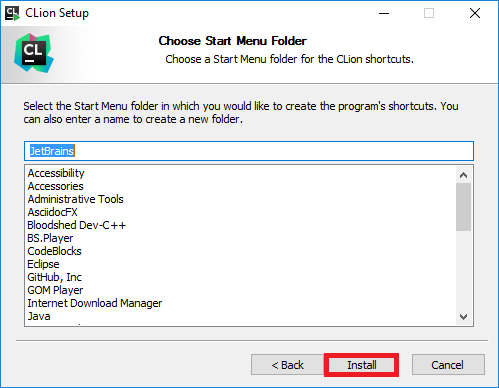 CL CLion Setup
CL
Choose Start Menu Folder
Choose a Start Menu folder for the CLion shortcuts.
Select the Start Menu folder in which you would like to create the program's shortcuts. You
can also enter a name to create a new folder.
JetBrains
Accessibility
Accessories
Administrative Tools
AsciidocFX
Bloodshed Dev-C++
BS.Player
CodeBlocks
Eclipse
GitHub, Inc
GOM Player
Internet Download Manager
Java
< Back Install Cancel